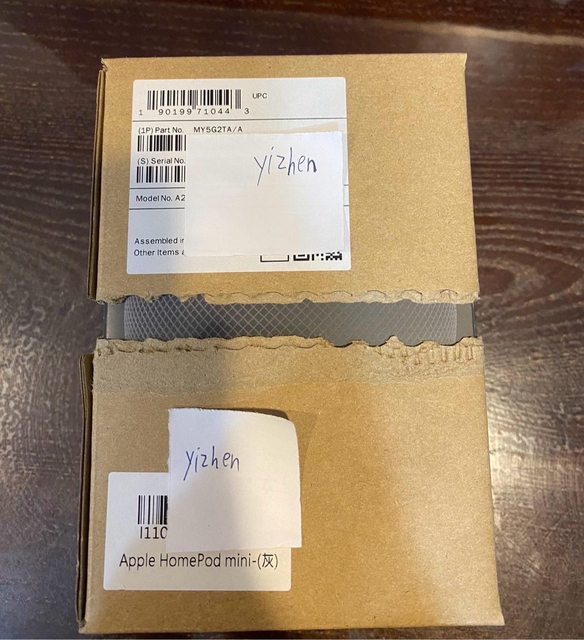 UPC
1 90199 71044 3
(1P) Part No. MY5G2TA/A
(S) Serial No.
yizhen
Model No. A2
Assembled in
Other Items
yizhen
I110
Apple HomePod mini-(灰)